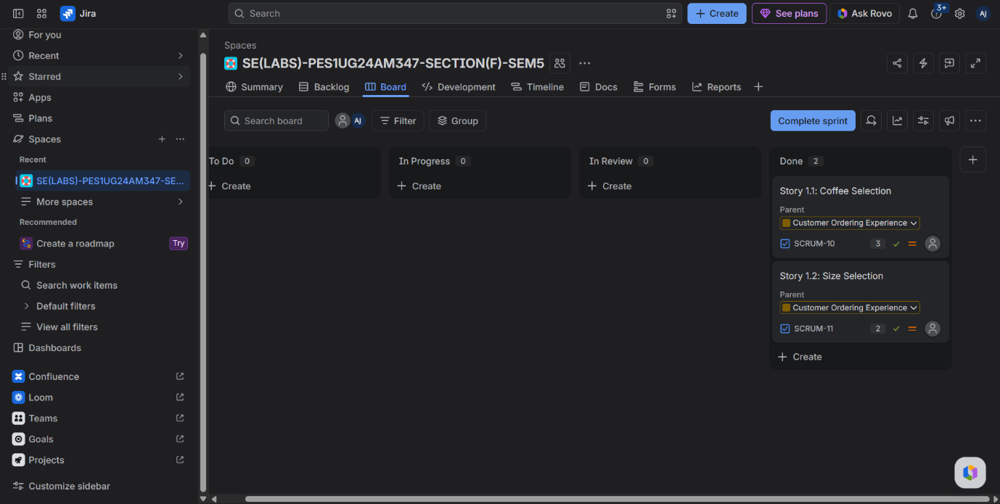 Jira
Search
Create
See plans
Ask Rovo
3+
AJ
For you
Recent
Starred
Apps
Plans
Spaces
Recent
SE(LABS)-PES1UG24AM347-SE...
More spaces
Recommended
Create a roadmap
Try
Filters
Search work items
Default filters
View all filters
Dashboards
Confluence
Loom
Teams
Goals
Projects
Customize sidebar
Spaces
SE(LABS)-PES1UG24AM347-SECTION(F)-SEM5
Summary
Backlog
Board
Development
Timeline
Docs
Forms
Reports
Search board
AJ
Filter
Group
Complete sprint
To Do 0
Create
In Progress 0
Create
In Review 0
Create
Done 2
Story 1.1: Coffee Selection
Parent
Customer Ordering Experience
SCRUM-10 3
Story 1.2: Size Selection
Parent
Customer Ordering Experience
SCRUM-11 2
Create